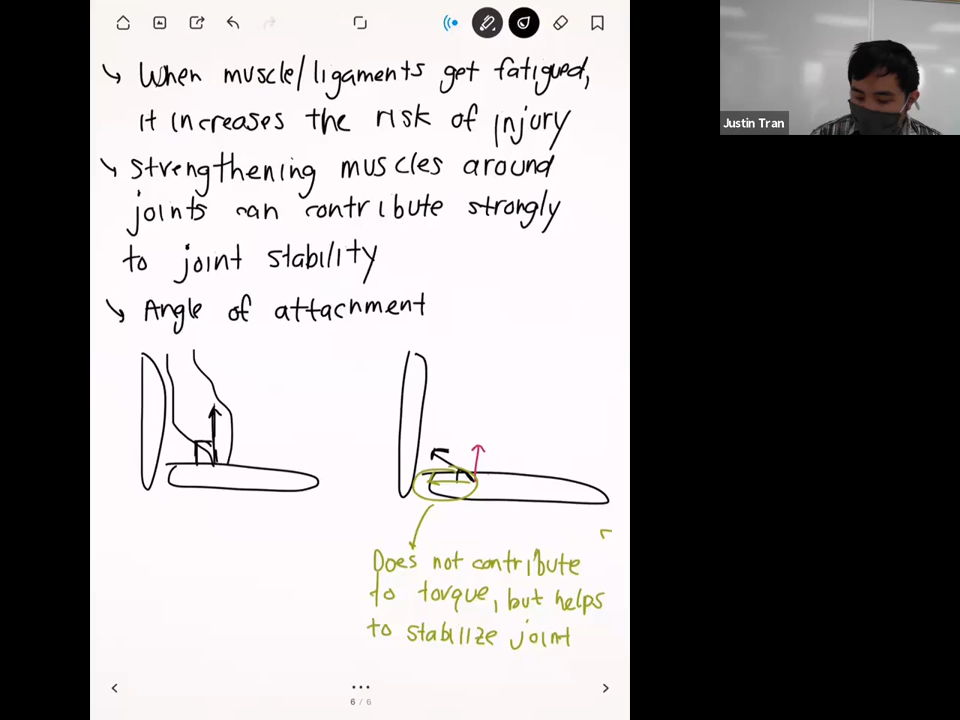 When muscle/ligaments get fatigued,
it increases the risk of injury
strengthening muscles around
joints can contribute strongly
to joint stability
Angle of attachment
Does not contribute
to torque, but helps
to stabilize joint
6 / 6
Justin Tran